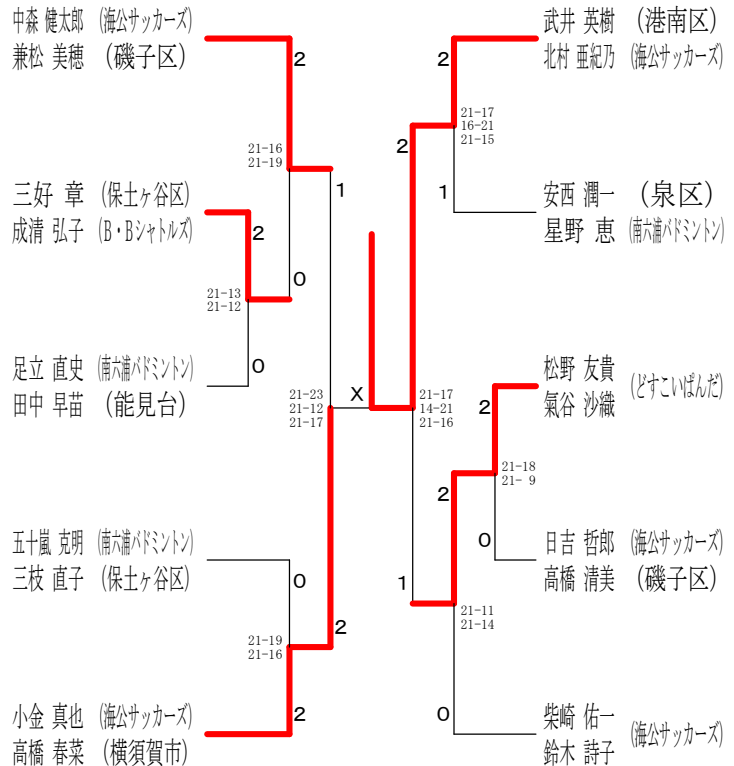 中森 健太郎 (海公サッカーズ)
兼松 美穂 (磯子区)
2
21-16
21-19
1
三好 章 (保土ヶ谷区)
成清 弘子 (B・Bシャトルズ)
2
0
21-13
21-12
足立 直史 (南六浦バドミントン)
田中 早苗 (能見台)
0
21-23
21-12
21-17
X
五十嵐 克明 (南六浦バドミントン)
三枝 直子 (保土ヶ谷区)
0
2
21-19
21-16
小金 真也 (海公サッカーズ)
高橋 春菜 (横須賀市)
2
武井 英樹 (港南区)
北村 亜紀乃 (海公サッカーズ)
2
21-17
16-21
21-15
2
1
安西 潤一 (泉区)
星野 恵 (南六浦バドミントン)
21-17
14-21
21-16
松野 友貴
氣谷 沙織
(どすこいぱんだ)
2
21-18
21- 9
2
0
日吉 哲郎 (海公サッカーズ)
高橋 清美 (磯子区)
1
21-11
21-14
0
柴崎 佑一
鈴木 詩子
(海公サッカーズ)